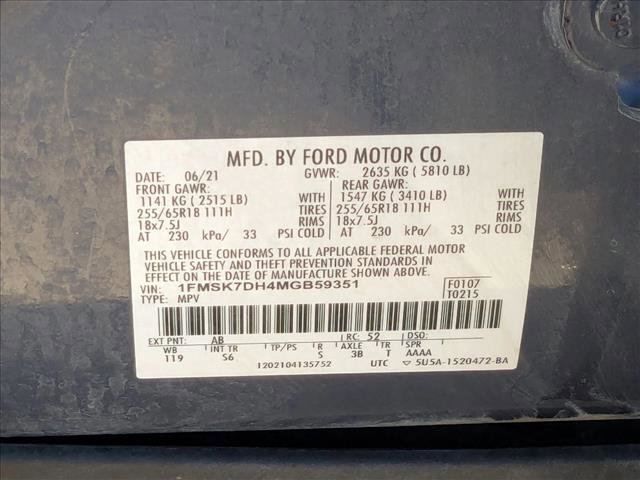 MFD. BY FORD MOTOR CO.
DATE: 06/21 GVWR: 2635 KG ( 5810 LB)
FRONT GAWR: REAR GAWR:
1141 KG ( 2515 LB) WITH 1547 KG ( 3410 LB) WITH
255/65R18 111H TIRES 255/65R18 111H TIRES
18x7.5J RIMS 18x7.5J RIMS
AT 230 kPa/ 33 PSI COLD AT 230 kPa/ 33 PSI COLD
THIS VEHICLE CONFORMS TO ALL APPLICABLE FEDERAL MOTOR
VEHICLE SAFETY AND THEFT PREVENTION STANDARDS IN
EFFECT ON THE DATE OF MANUFACTURE SHOWN ABOVE.
VIN: 1FMSK7DH4MGB59351 F0107
TYPE: MPV T0215
EXT PNT: AB RC: 52 DSO:
WB INT TR TP/PS R AXLE TR SPR
119 S6 S 3B T AAAA
1202104135752 UTC ▽ 5U5A-1520472-BA